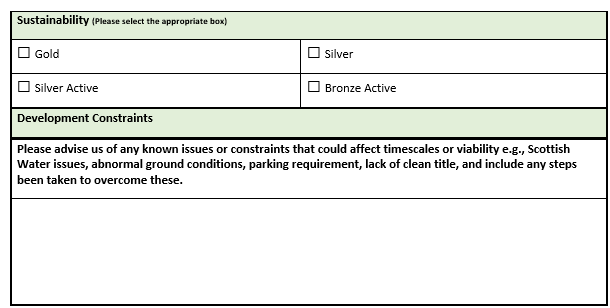 Sustainability (Please select the appropriate box)
☐ Gold
☐ Silver
☐ Silver Active
☐ Bronze Active
Development Constraints
Please advise us of any known issues or constraints that could affect timescales or viability e.g., Scottish
Water issues, abnormal ground conditions, parking requirement, lack of clean title, and include any steps
been taken to overcome these.